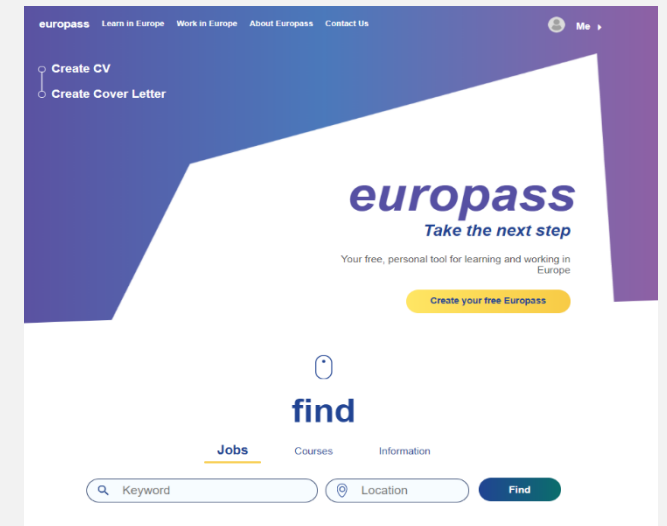 europass Learn in Europe Work in Europe About Europass Contact Us Me
Create CV
Create Cover Letter
europass
Take the next step
Your free, personal tool for learning and working in
Europe
Create your free Europass
find
Jobs Courses Information
Keyword Location Find